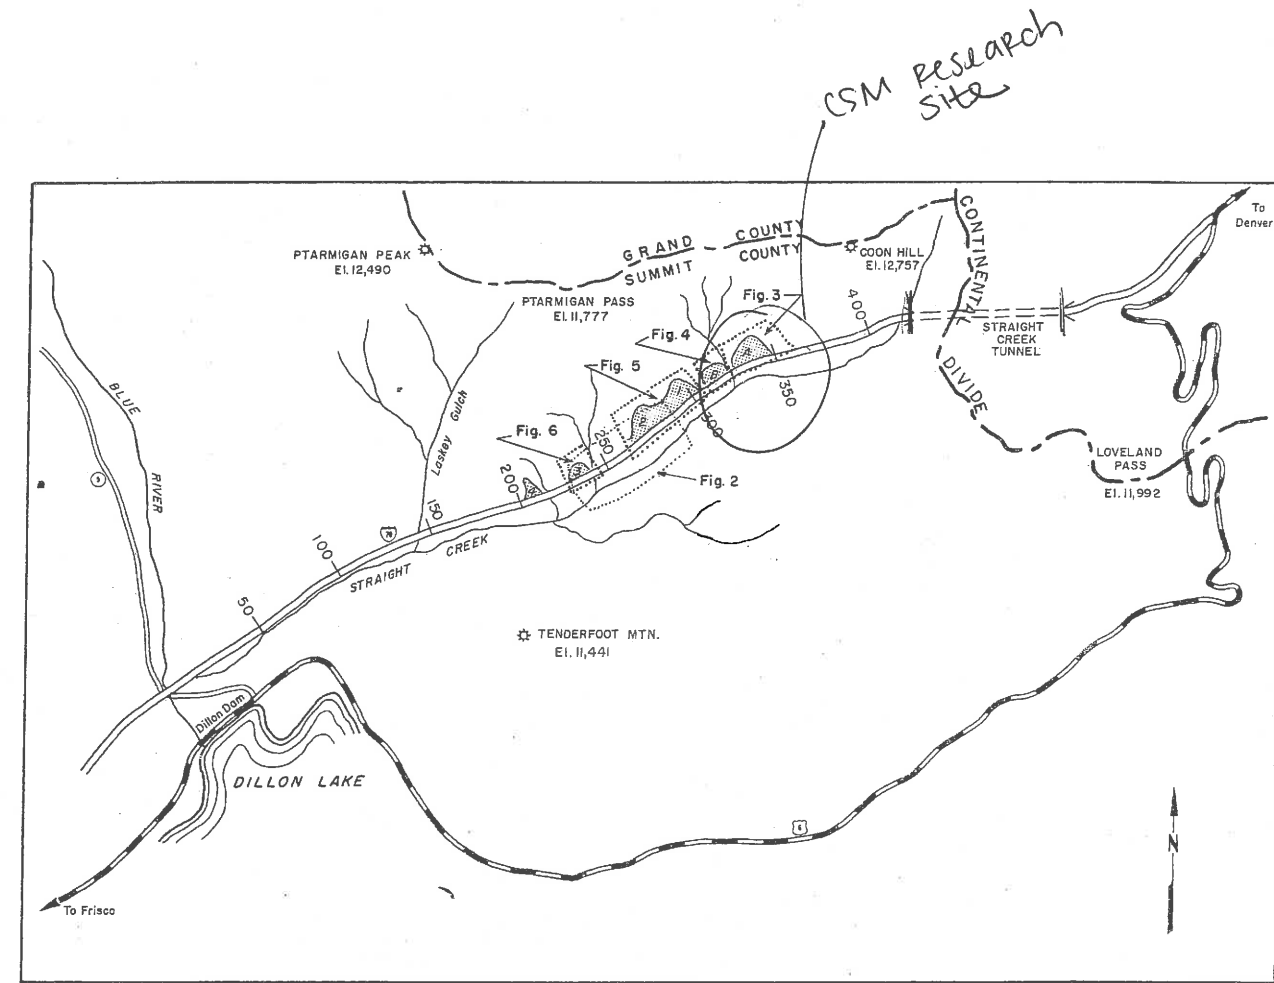 CSM Research
Site
CONTINENTAL
DIVIDE
To
Denver
PTARMIGAN PEAK
El. 12,490
GRAND COUNTY
SUMMIT COUNTY
COON HILL
El. 12,757
PTARMIGAN PASS
El. 11,777
Fig. 3
400
STRAIGHT
CREEK
TUNNEL
Fig. 4
Fig. 5
350
300
BLUE
RIVER
Laskey Gulch
Fig. 6
250
200
LOVELAND
PASS
El. 11,992
Fig. 2
9
150
70
100
STRAIGHT CREEK
50
TENDERFOOT MTN.
El. 11,441
Dillon Dam
DILLON LAKE
6
N
To Frisco